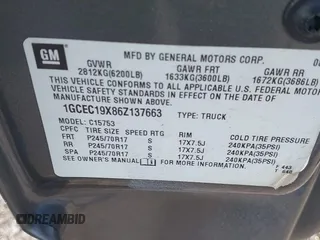 GM
MFD BY GENERAL MOTORS CORP.
GVWR GAWR FRT GAWR RR
2812KG(6200LB) 1633KG(3600LB) 1672KG(3686LB)
THIS VEHICLE CONFORMS TO ALL APPLICABLE U.S. FEDERAL
MOTOR VEHICLE SAFETY AND THEFT PREVENTION STANDARDS
IN EFFECT ON THE DATE OF MANUFACTURE SHOWN ABOVE.
1GCEC19X86Z137663 TYPE: TRUCK
C15753
CPFC TIRE SIZE SPEED RTG RIM COLD TIRE PRESSURE
FRT P245/70R17 S 17X7.5J 240KPA(35PSI)
RR P245/70R17 S 17X7.5J 240KPA(35PSI)
SPA P245/70R17 S 17X7.5J 240KPA(35PSI)
SEE OWNER'S MANUAL FOR MORE INFORMATION.
BIDFAMILIAR